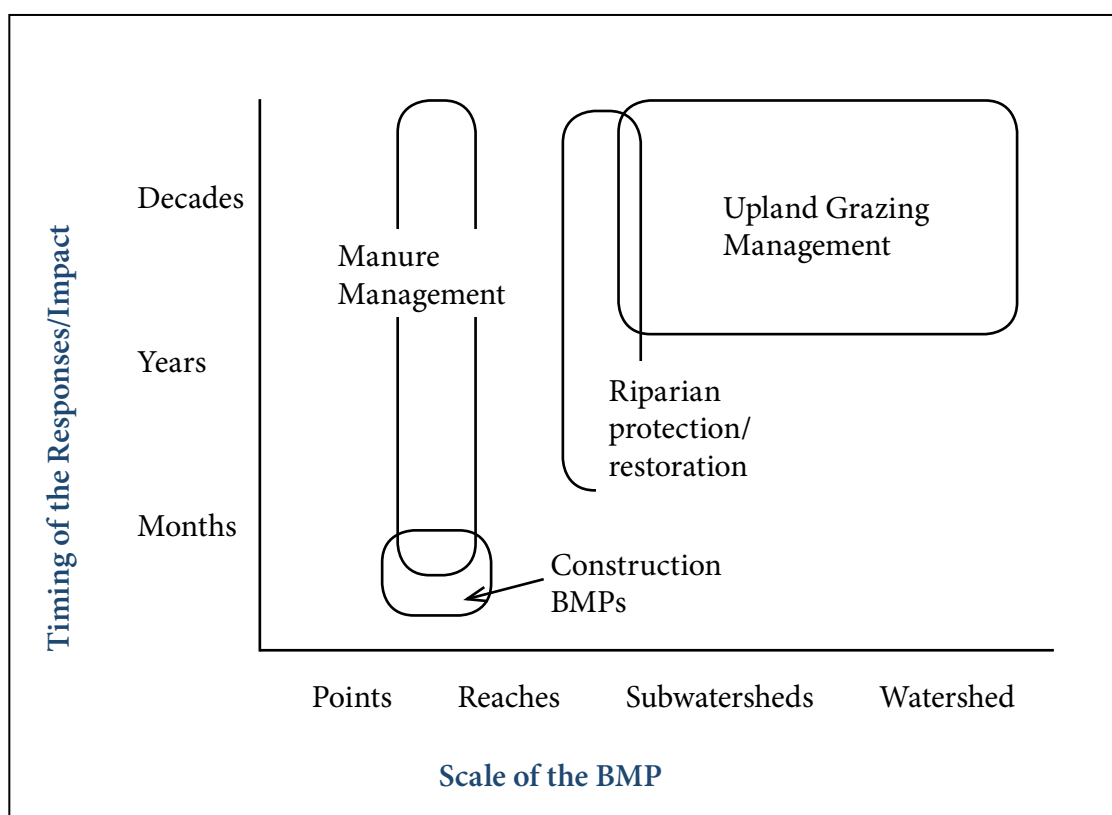 Timing of the Responses/Impact
Decades
Years
Months
Manure
Management
Upland Grazing
Management
Riparian
protection/
restoration
Construction
BMPs
Points
Reaches
Subwatersheds
Watershed
Scale of the BMP